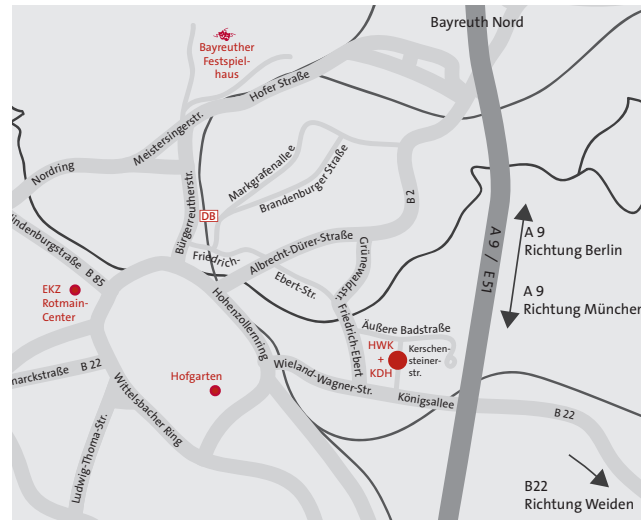 Bayreuth Nord
Bayreuther
Festspiel-
haus
Hofer Straße
Meistersingerstr.
Nordring
Markgrafenallee
Brandenburger Straße
B 2
Bürgerreutherstr.
DB
A 9 / E51
A 9
Richtung Berlin
A 9
Richtung München
indenburgstraße B 85
Friedrich-
Ebert-Str.
Albrecht-Dürer-Straße
Grünewaldstr.
EKZ
Rotmain-
Center
Hohenzollernring
Friedrich-Ebert
Äußere Badstraße
HWK
+
KDH
Kerschen-
steiner-
str.
marckstraße B 22
Hofgarten
Wieland-Wagner-Str.
Königsallee
B 22
Wittelsbacher Ring
Ludwig-Thoma-Str.
B22
Richtung Weiden